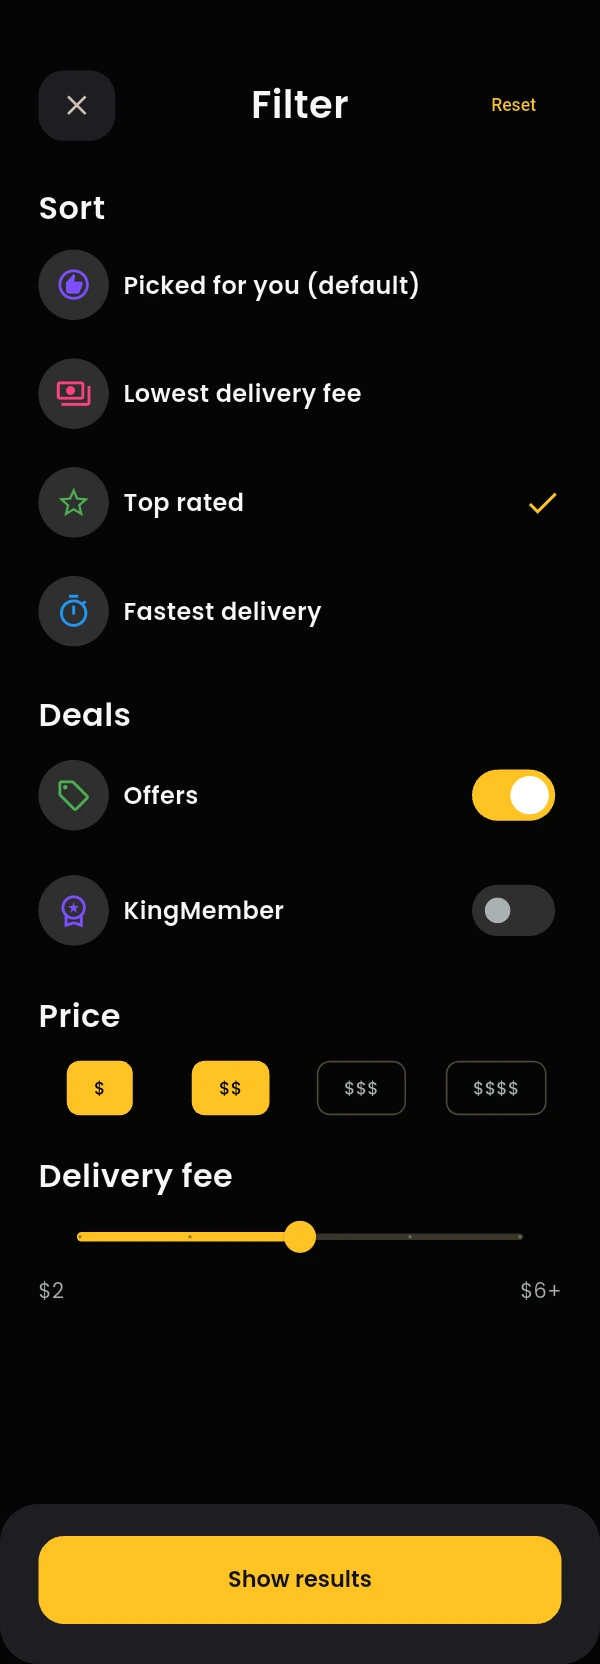 Filter
Reset
Sort
Picked for you (default)
Lowest delivery fee
Top rated
Fastest delivery
Deals
Offers
KingMember
Price
$ $$ $$$ $$$$
Delivery fee
$2 $6+
Show results